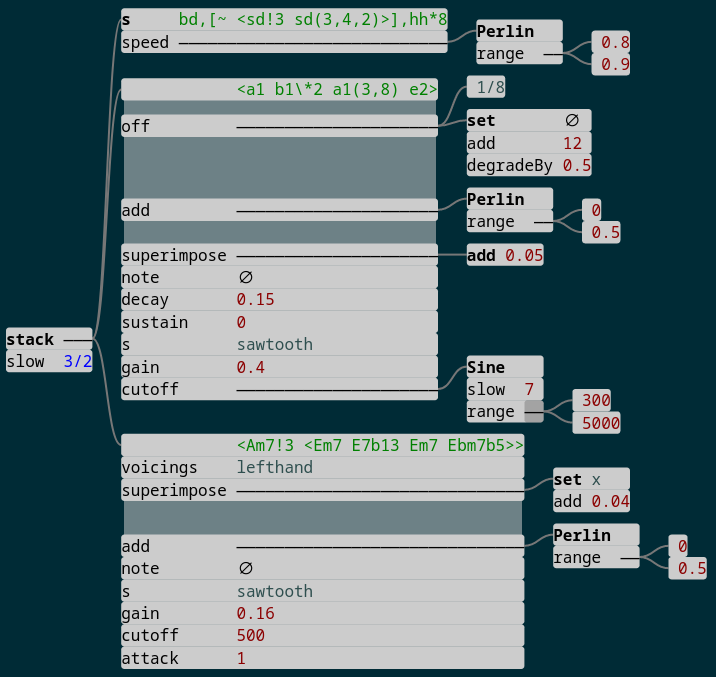 s bd,[~ <sd!3 sd(3,4,2)>],hh*8
speed
Perlin
range
0.8
0.9
<a1 b1\*2 a1(3,8) e2>
1/8
off
set ∅
add 12
degradeBy 0.5
add
Perlin
range
0
0.5
superimpose
add 0.05
note ∅
decay 0.15
sustain 0
s sawtooth
gain 0.4
cutoff
Sine
slow 7
range
300
5000
stack
slow 3/2
<Am7!3 <Em7 E7b13 Em7 Ebm7b5>>
voicings lefthand
superimpose
set x
add 0.04
add
Perlin
range
0
0.5
note ∅
s sawtooth
gain 0.16
cutoff 500
attack 1